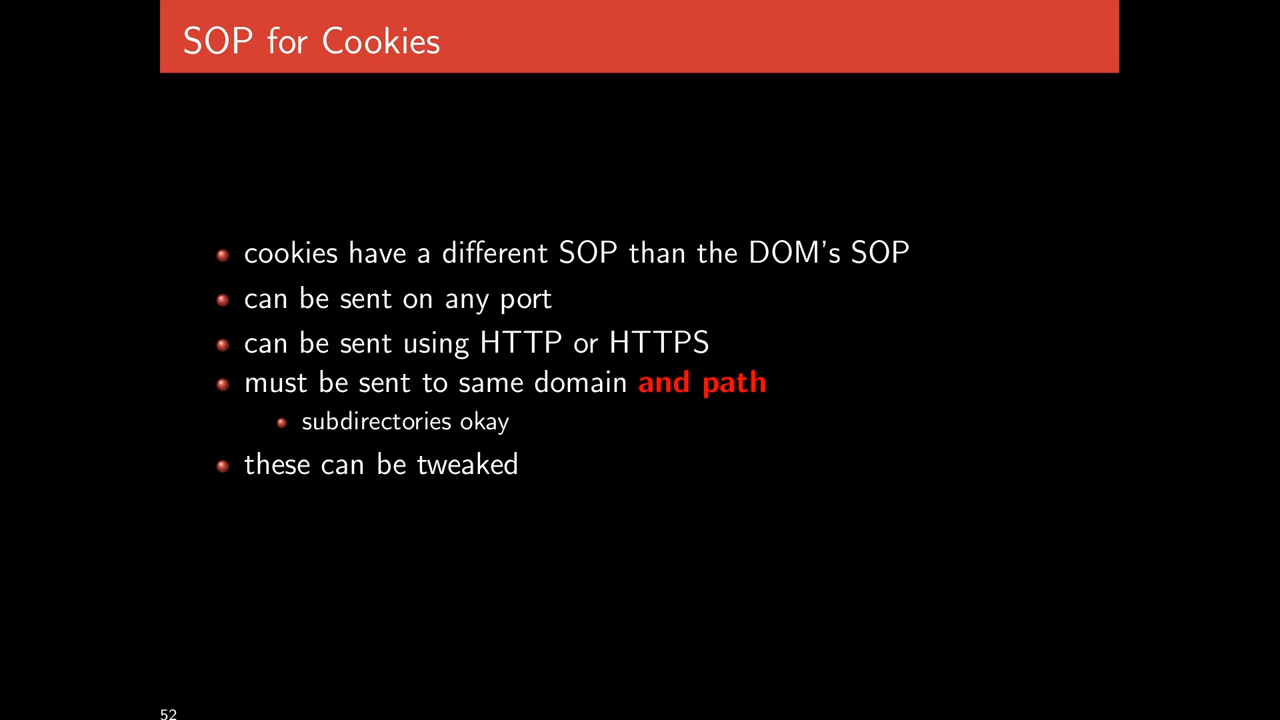 SOP for Cookies
cookies have a different SOP than the DOM's SOP
can be sent on any port
can be sent using HTTP or HTTPS
must be sent to same domain and path
subdirectories okay
these can be tweaked
52